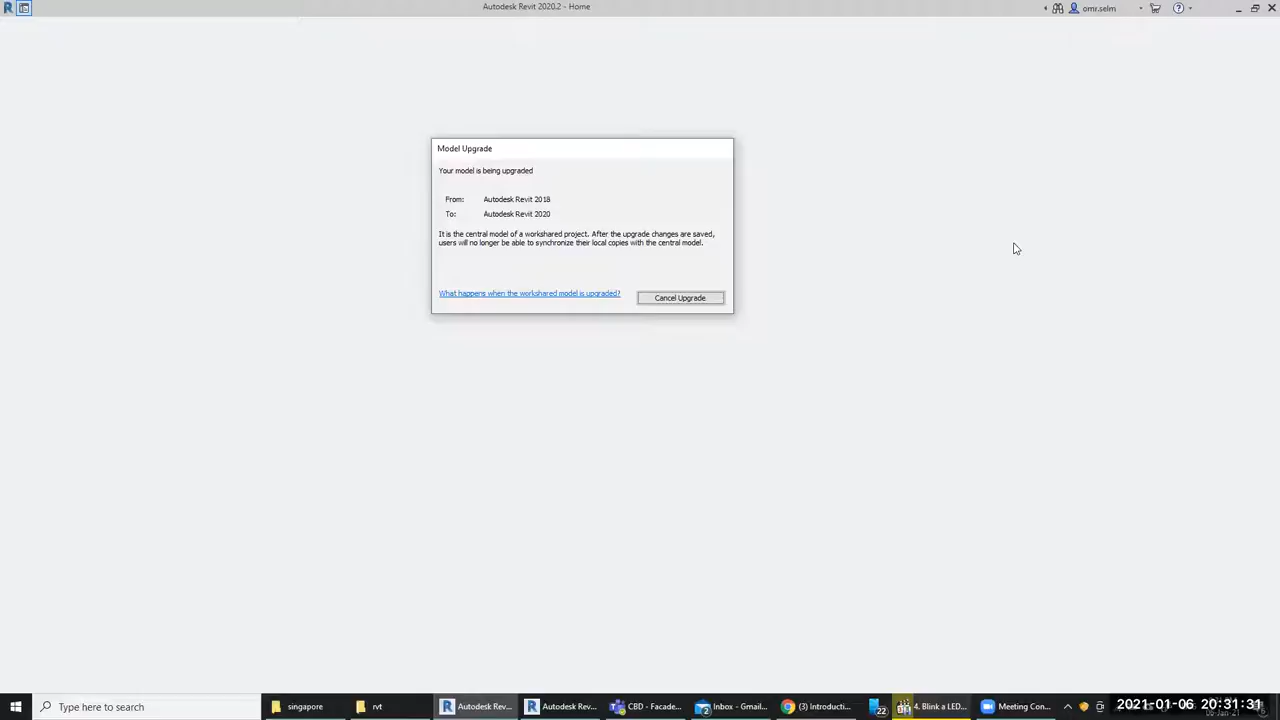 Autodesk Revit 2020.2 - Home
omr.selm
Model Upgrade
Your model is being upgraded
From: Autodesk Revit 2018
To: Autodesk Revit 2020
It is the central model of a workshared project. After the upgrade changes are saved,
users will no longer be able to synchronize their local copies with the central model.
What happens when the workshared model is upgraded?
Cancel Upgrade
Type here to search
singapore
rvt
Autodesk Rev...
Autodesk Rev...
CBD - Facade...
2
Inbox - Gmail...
(3) Introducti...
22
4. Blink a LED...
Meeting Con...
2021-01-06 20:31:31